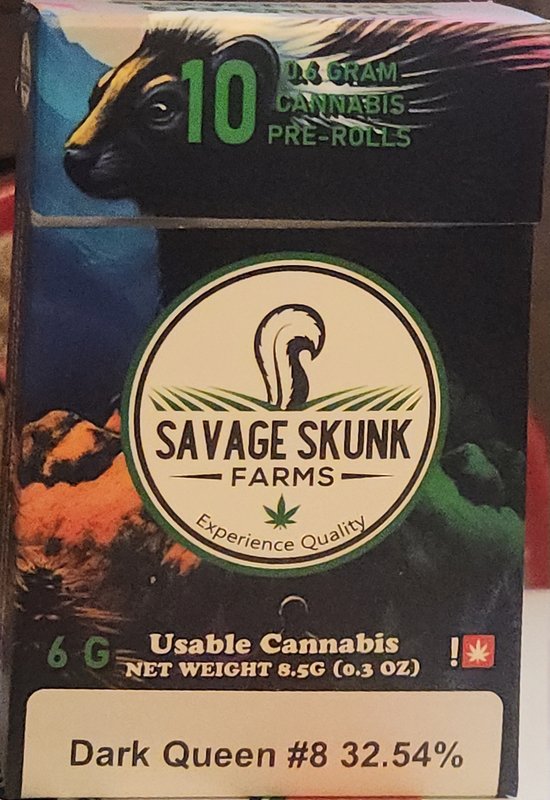 10
0.6 GRAM
CANNABIS
PRE-ROLLS
SAVAGE SKUNK
FARMS
Experience Quality
6 G
Usable Cannabis
NET WEIGHT 8.5G (0.3 OZ)
!
Dark Queen #8 32.54%